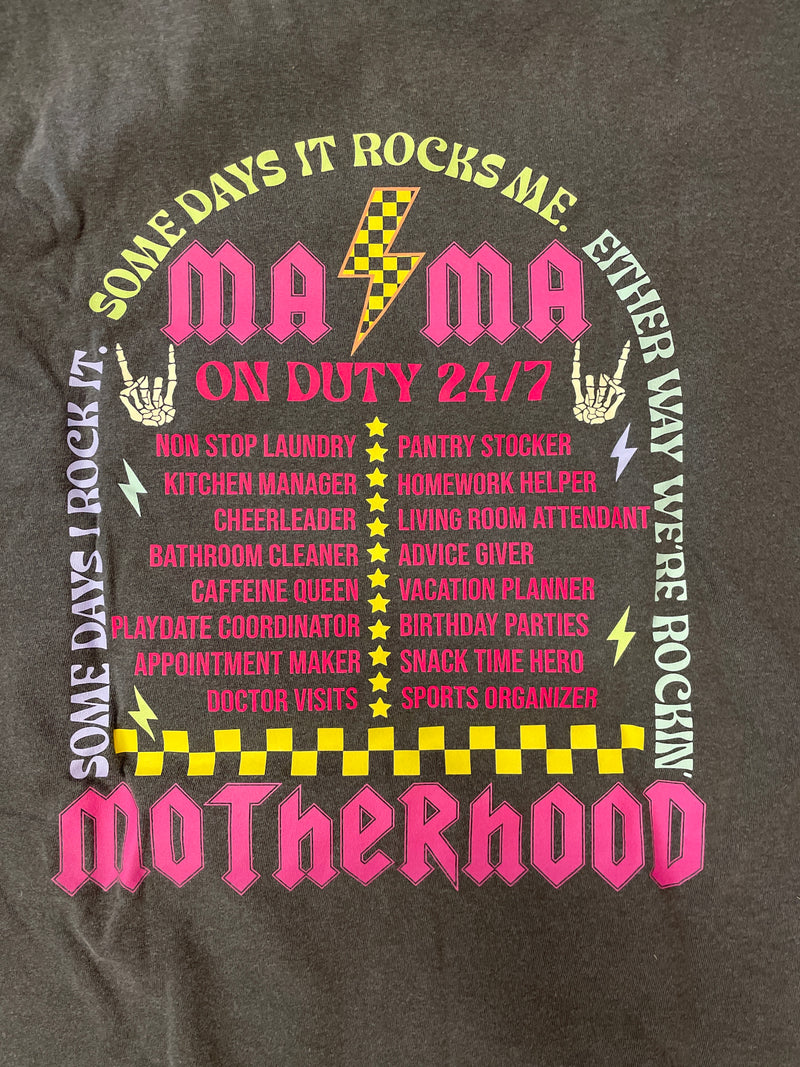 SOME DAYS I ROCK IT. SOME DAYS IT ROCKS ME. EITHER WAY WE'RE ROCKIN'
MA MA
ON DUTY 24/7
NON STOP LAUNDRY PANTRY STOCKER
KITCHEN MANAGER HOMEWORK HELPER
CHEERLEADER LIVING ROOM ATTENDANT
BATHROOM CLEANER ADVICE GIVER
CAFFEINE QUEEN VACATION PLANNER
PLAYDATE COORDINATOR BIRTHDAY PARTIES
APPOINTMENT MAKER SNACK TIME HERO
DOCTOR VISITS SPORTS ORGANIZER
MOTHERHOOD